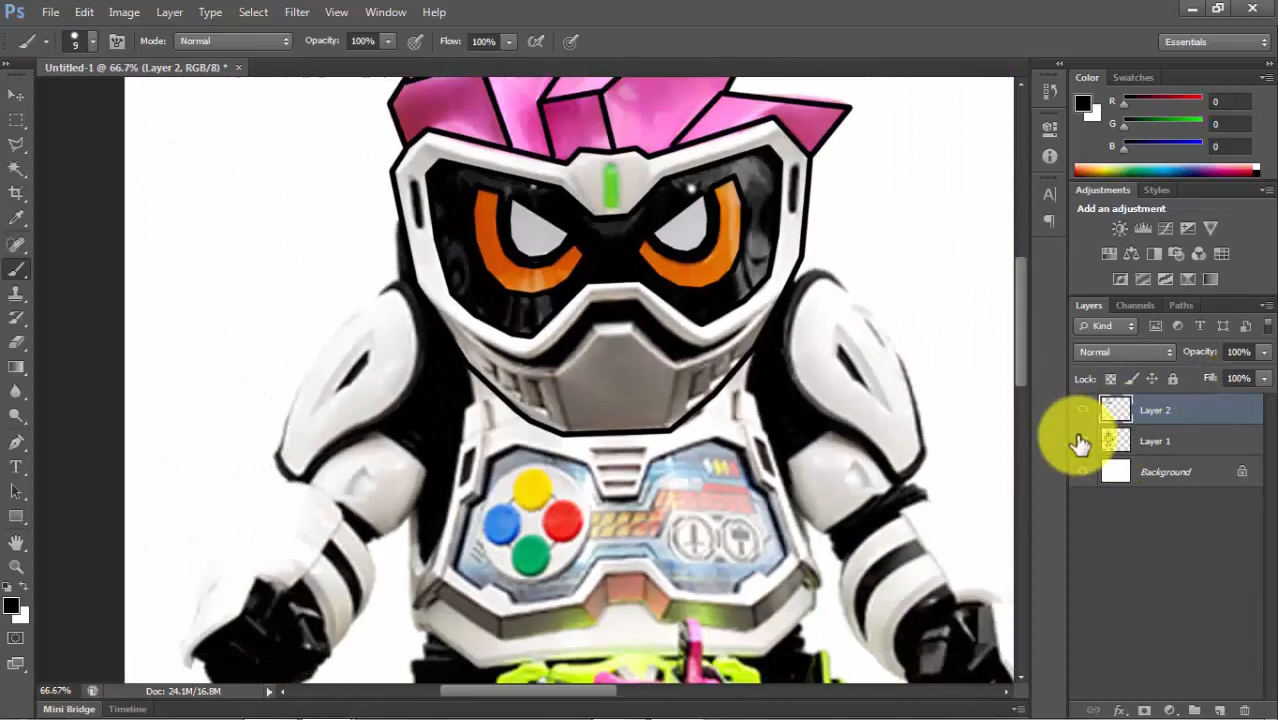 Ps File Edit Image Layer Type Select Filter View Window Help
9 Mode: Normal Opacity: 100% Flow: 100% Essentials
Untitled-1 @ 66.7% (Layer 2, RGB/8) * ×
Color Swatches
R 0
G 0
B 0
Adjustments Styles
Add an adjustment
Layers Channels Paths
Kind
Normal Opacity: 100%
Lock: Fill: 100%
Layer 2
Layer 1
Background
66.67% Doc: 24.1M/16.8M
Mini Bridge Timeline